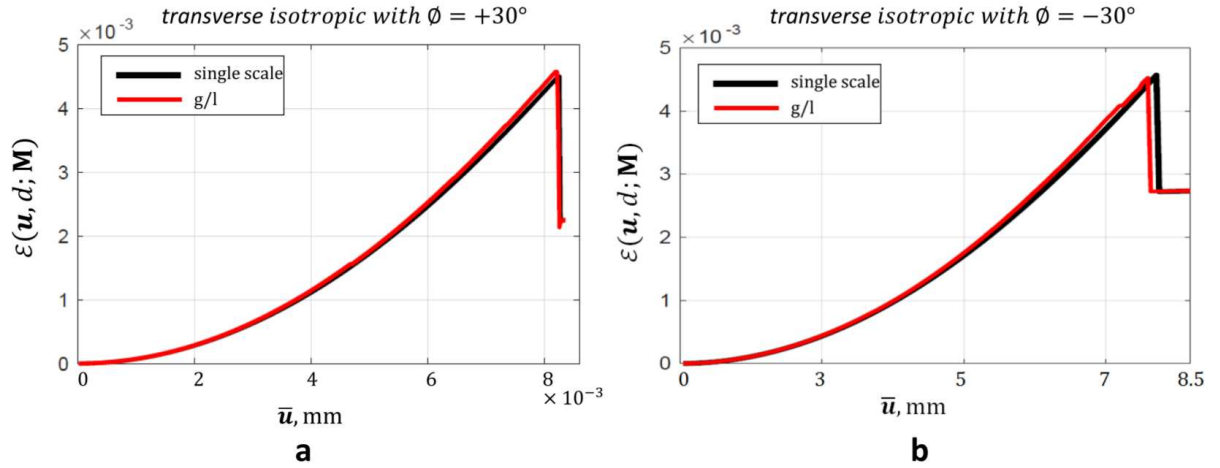 transverse isotropic with ∅ = +30°
× 10⁻³
5
4
3
2
1
0
single scale
g/l
ℰ(u, d; M)
0 2 4 6 8
× 10⁻³
ū, mm
a
transverse isotropic with ∅ = −30°
× 10⁻³
5
4
3
2
1
0
single scale
g/l
ℰ(u, d; M)
0 3 5 7 8.5
ū, mm
b